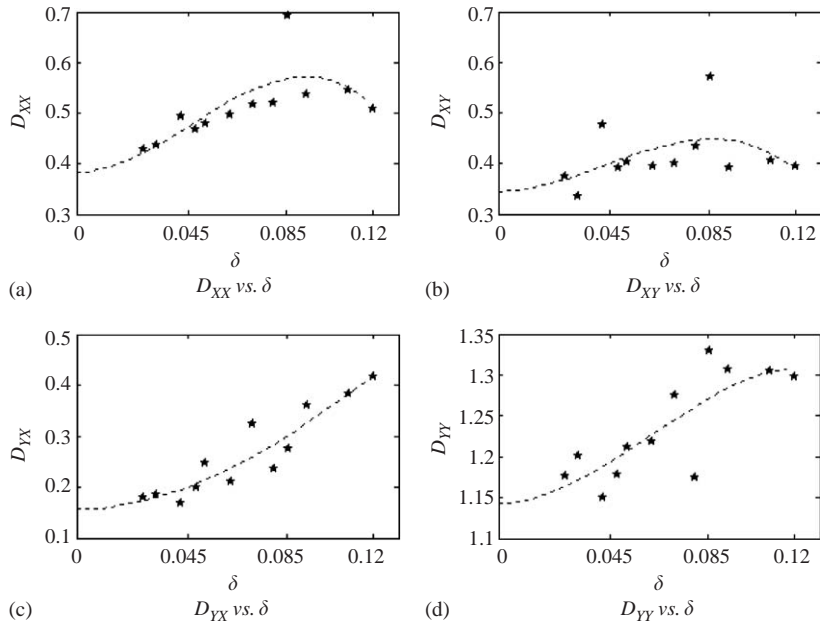 0.7
0.6
0.5
0.4
0.3
D_XX
0
0.045
0.085
0.12
δ
(a)
D_XX vs. δ
0.7
0.6
0.5
0.4
0.3
D_XY
0
0.045
0.085
0.12
δ
(b)
D_XY vs. δ
0.5
0.4
0.3
0.2
0.1
D_YX
0
0.045
0.085
0.12
δ
(c)
D_YX vs. δ
1.35
1.3
1.25
1.2
1.15
1.1
D_YY
0
0.045
0.085
0.12
δ
(d)
D_YY vs. δ